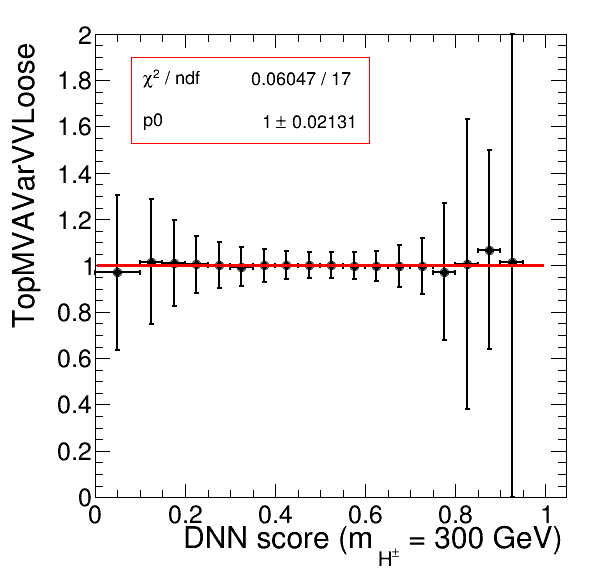 χ² / ndf 0.06047 / 17
p0 1 ± 0.02131
TopMVAVarVVLoose
2
1.8
1.6
1.4
1.2
1
0.8
0.6
0.4
0.2
0
0 0.2 0.4 0.6 0.8 1
DNN score (m_H± = 300 GeV)